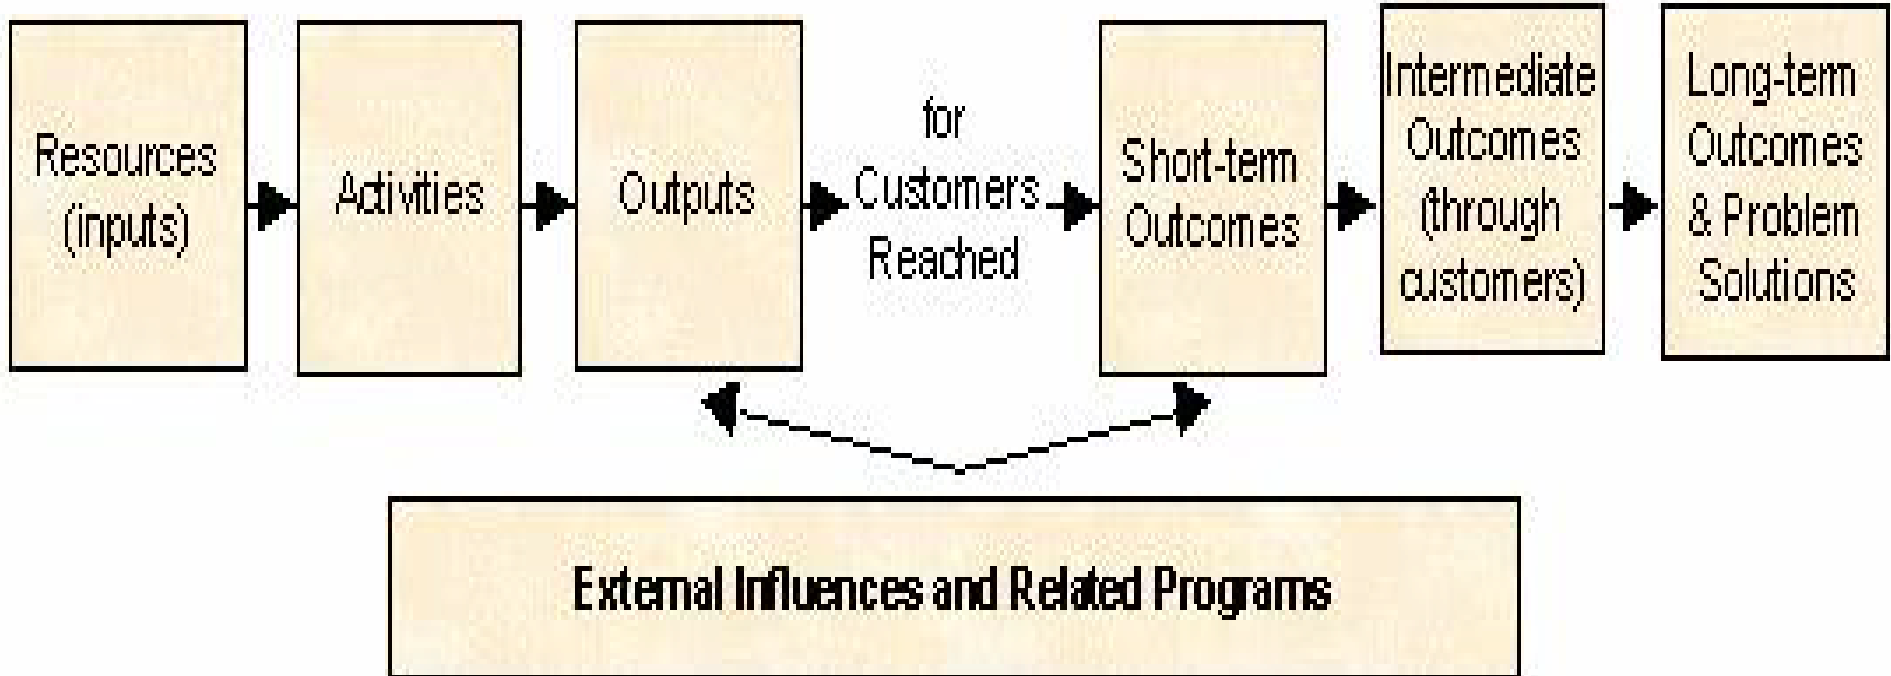 Resources
(inputs)
Activities
Outputs
for
Customers
Reached
Short-term
Outcomes
Intermediate
Outcomes
(through
customers)
Long-term
Outcomes
& Problem
Solutions
External Influences and Related Programs